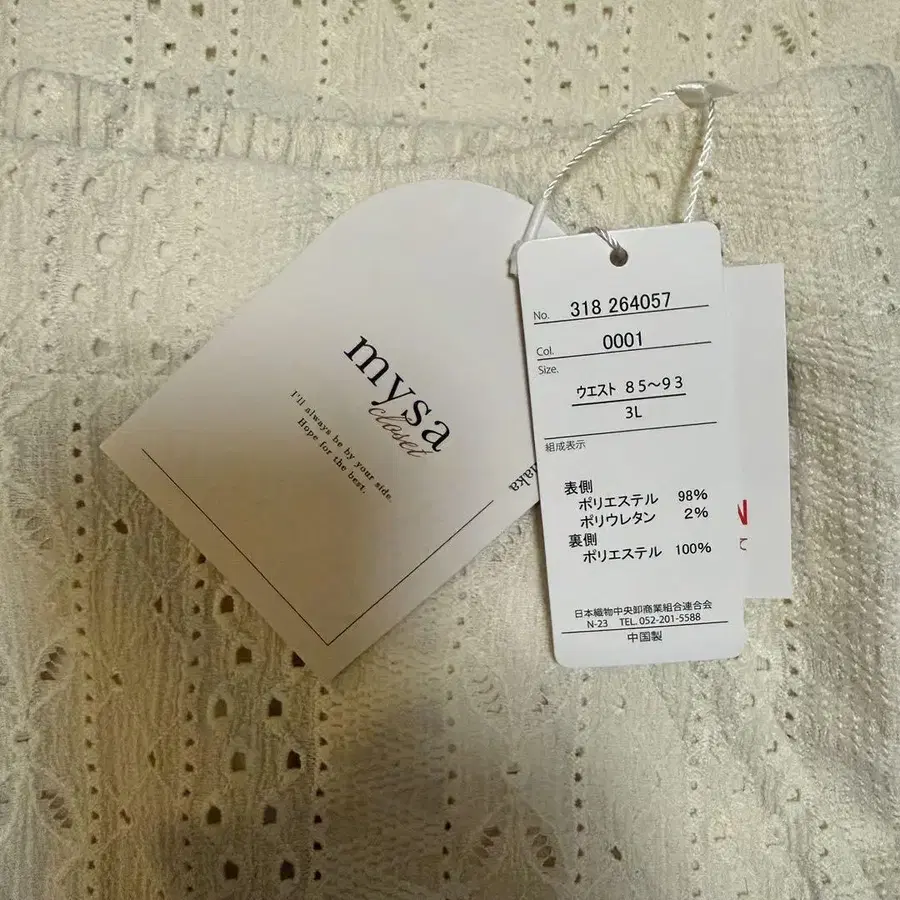 mysa
closet
I'll always be by your side.
Hope for the best.
No. 318 264057
Col. 0001
Size.
ウエスト 85〜93
3L
組成表示
表側
ポリエステル 98%
ポリウレタン 2%
裏側
ポリエステル 100%
日本織物中央卸商業組合連合会
N-23 TEL.052-201-5588
中国製